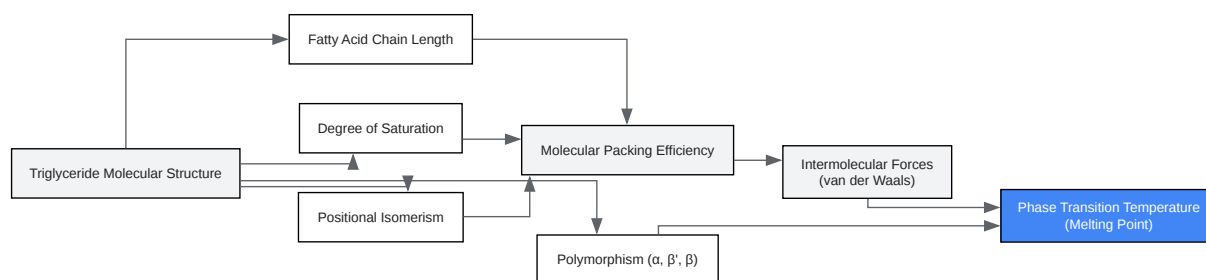 Fatty Acid Chain Length
Degree of Saturation
Molecular Packing Efficiency
Triglyceride Molecular Structure
Intermolecular Forces
(van der Waals)
Positional Isomerism
Phase Transition Temperature
(Melting Point)
Polymorphism (α, β', β)